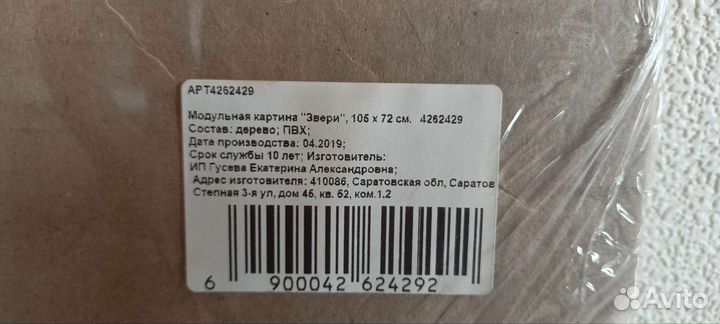 АРТ4262429
Модульная картина "Звери", 105 х 72 см. 4262429
Состав: дерево; ПВХ;
Дата производства: 04.2019;
Срок службы 10 лет; Изготовитель:
ИП Гусева Екатерина Александровна;
Адрес изготовителя: 410086, Саратовская обл, Саратов
Степная 3-я ул, дом 45, кв. 52, ком.1,2
6 900042 624292
Avito